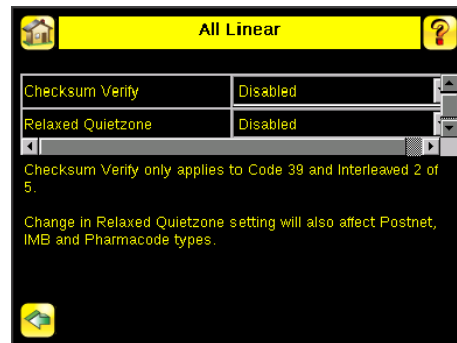 All Linear
?
Checksum Verify Disabled
Relaxed Quietzone Disabled
Checksum Verify only applies to Code 39 and Interleaved 2 of
5.
Change in Relaxed Quietzone setting will also affect Postnet,
IMB and Pharmacode types.